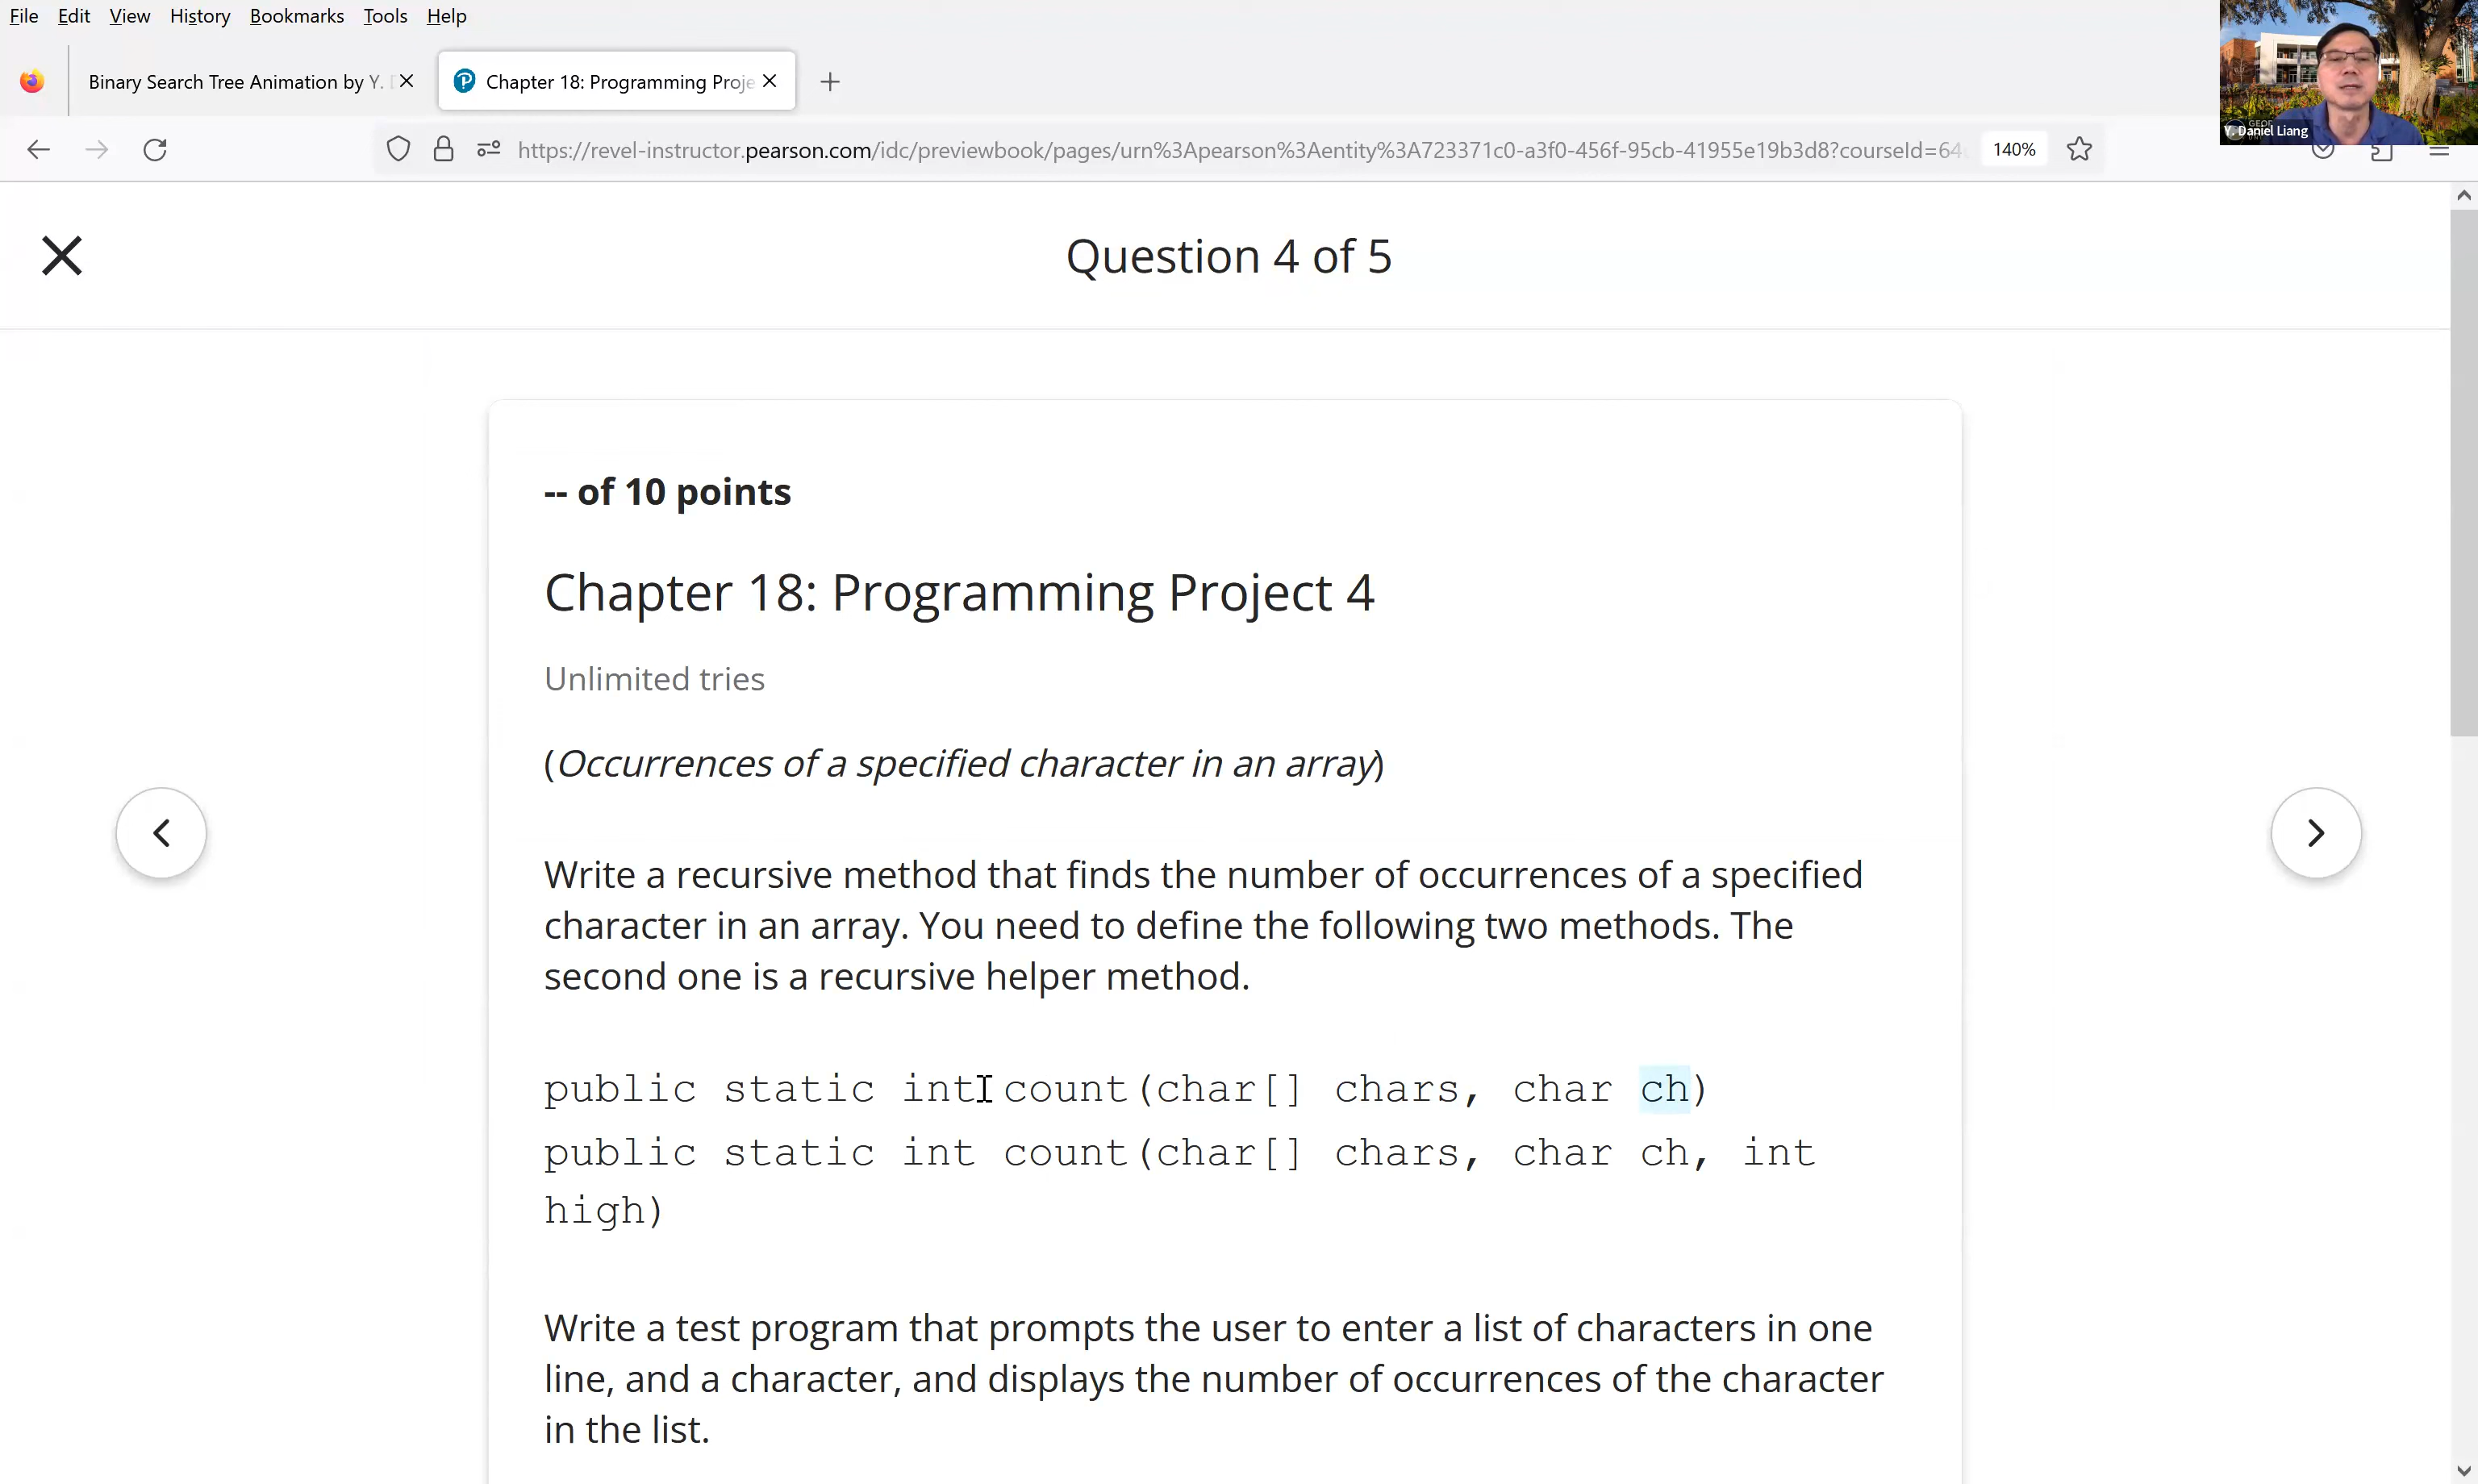 File Edit View History Bookmarks Tools Help
Binary Search Tree Animation by Y.
Chapter 18: Programming Proje
https://revel-instructor.pearson.com/idc/previewbook/pages/urn%3Apearson%3Aentity%3A723371c0-a3f0-456f-95cb-41955e19b3d8?courseId=64
140%
Y. Daniel Liang
Question 4 of 5
-- of 10 points
Chapter 18: Programming Project 4
Unlimited tries
(Occurrences of a specified character in an array)
Write a recursive method that finds the number of occurrences of a specified
character in an array. You need to define the following two methods. The
second one is a recursive helper method.
public static int count(char[] chars, char ch)
public static int count(char[] chars, char ch, int
high)
Write a test program that prompts the user to enter a list of characters in one
line, and a character, and displays the number of occurrences of the character
in the list.